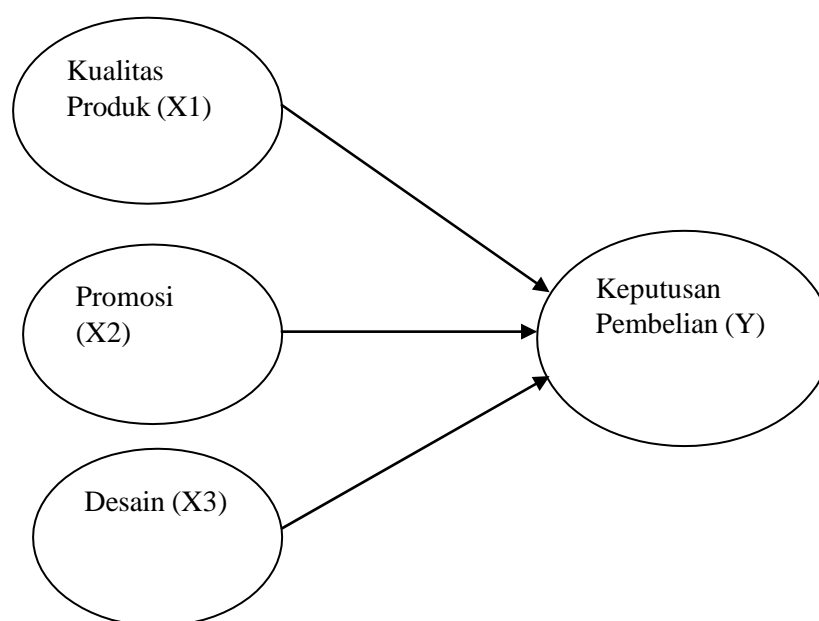 Kualitas
Produk (X1)
Promosi
(X2)
Keputusan
Pembelian (Y)
Desain (X3)